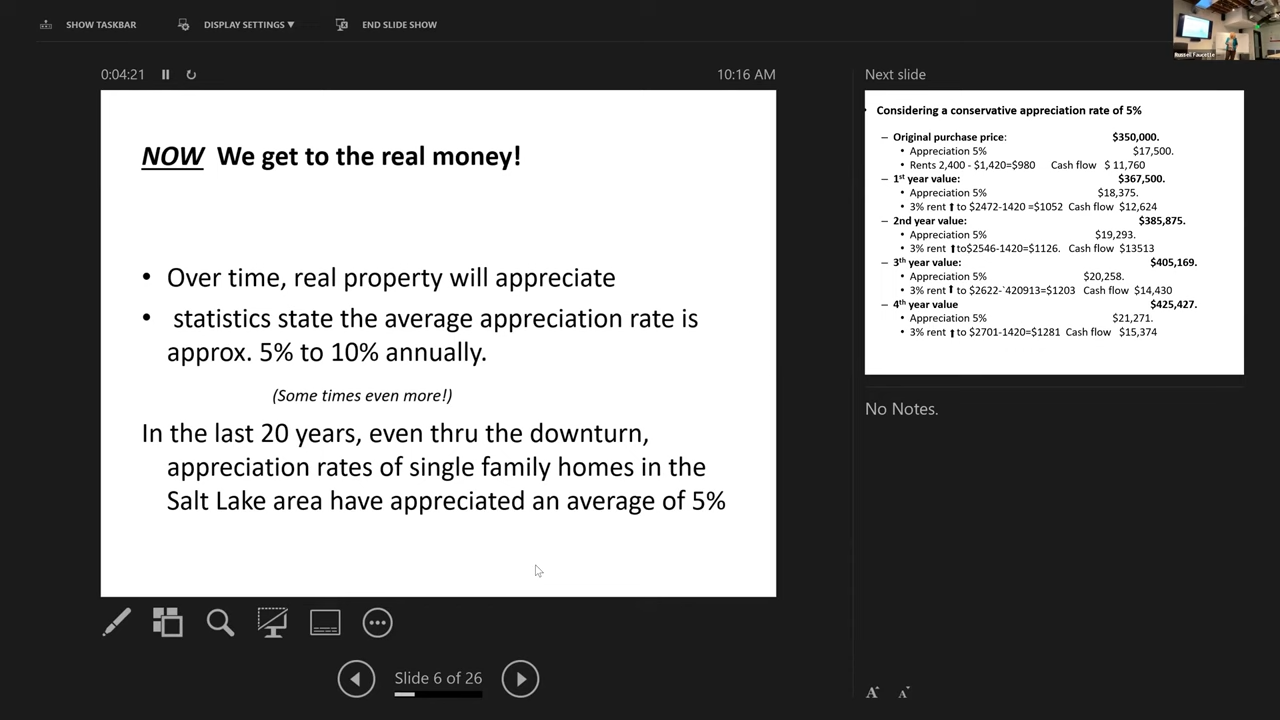 SHOW TASKBAR
DISPLAY SETTINGS ▼
END SLIDE SHOW
Russell Faucette
0:04:21
10:16 AM
NOW We get to the real money!
• Over time, real property will appreciate
• statistics state the average appreciation rate is
approx. 5% to 10% annually.
(Some times even more!)
In the last 20 years, even thru the downturn,
appreciation rates of single family homes in the
Salt Lake area have appreciated an average of 5%
Slide 6 of 26
Next slide
• Considering a conservative appreciation rate of 5%
– Original purchase price: $350,000.
• Appreciation 5% $17,500.
• Rents 2,400 - $1,420=$980 Cash flow $ 11,760
– 1st year value: $367,500.
• Appreciation 5% $18,375.
• 3% rent ⬆ to $2472-1420 =$1052 Cash flow $12,624
– 2nd year value: $385,875.
• Appreciation 5% $19,293.
• 3% rent ⬆to$2546-1420=$1126. Cash flow $13513
– 3th year value: $405,169.
• Appreciation 5% $20,258.
• 3% rent ⬆ to $2622-`420913=$1203 Cash flow $14,430
– 4th year value $425,427.
• Appreciation 5% $21,271.
• 3% rent ⬆ to $2701-1420=$1281 Cash flow $15,374
No Notes.
A A